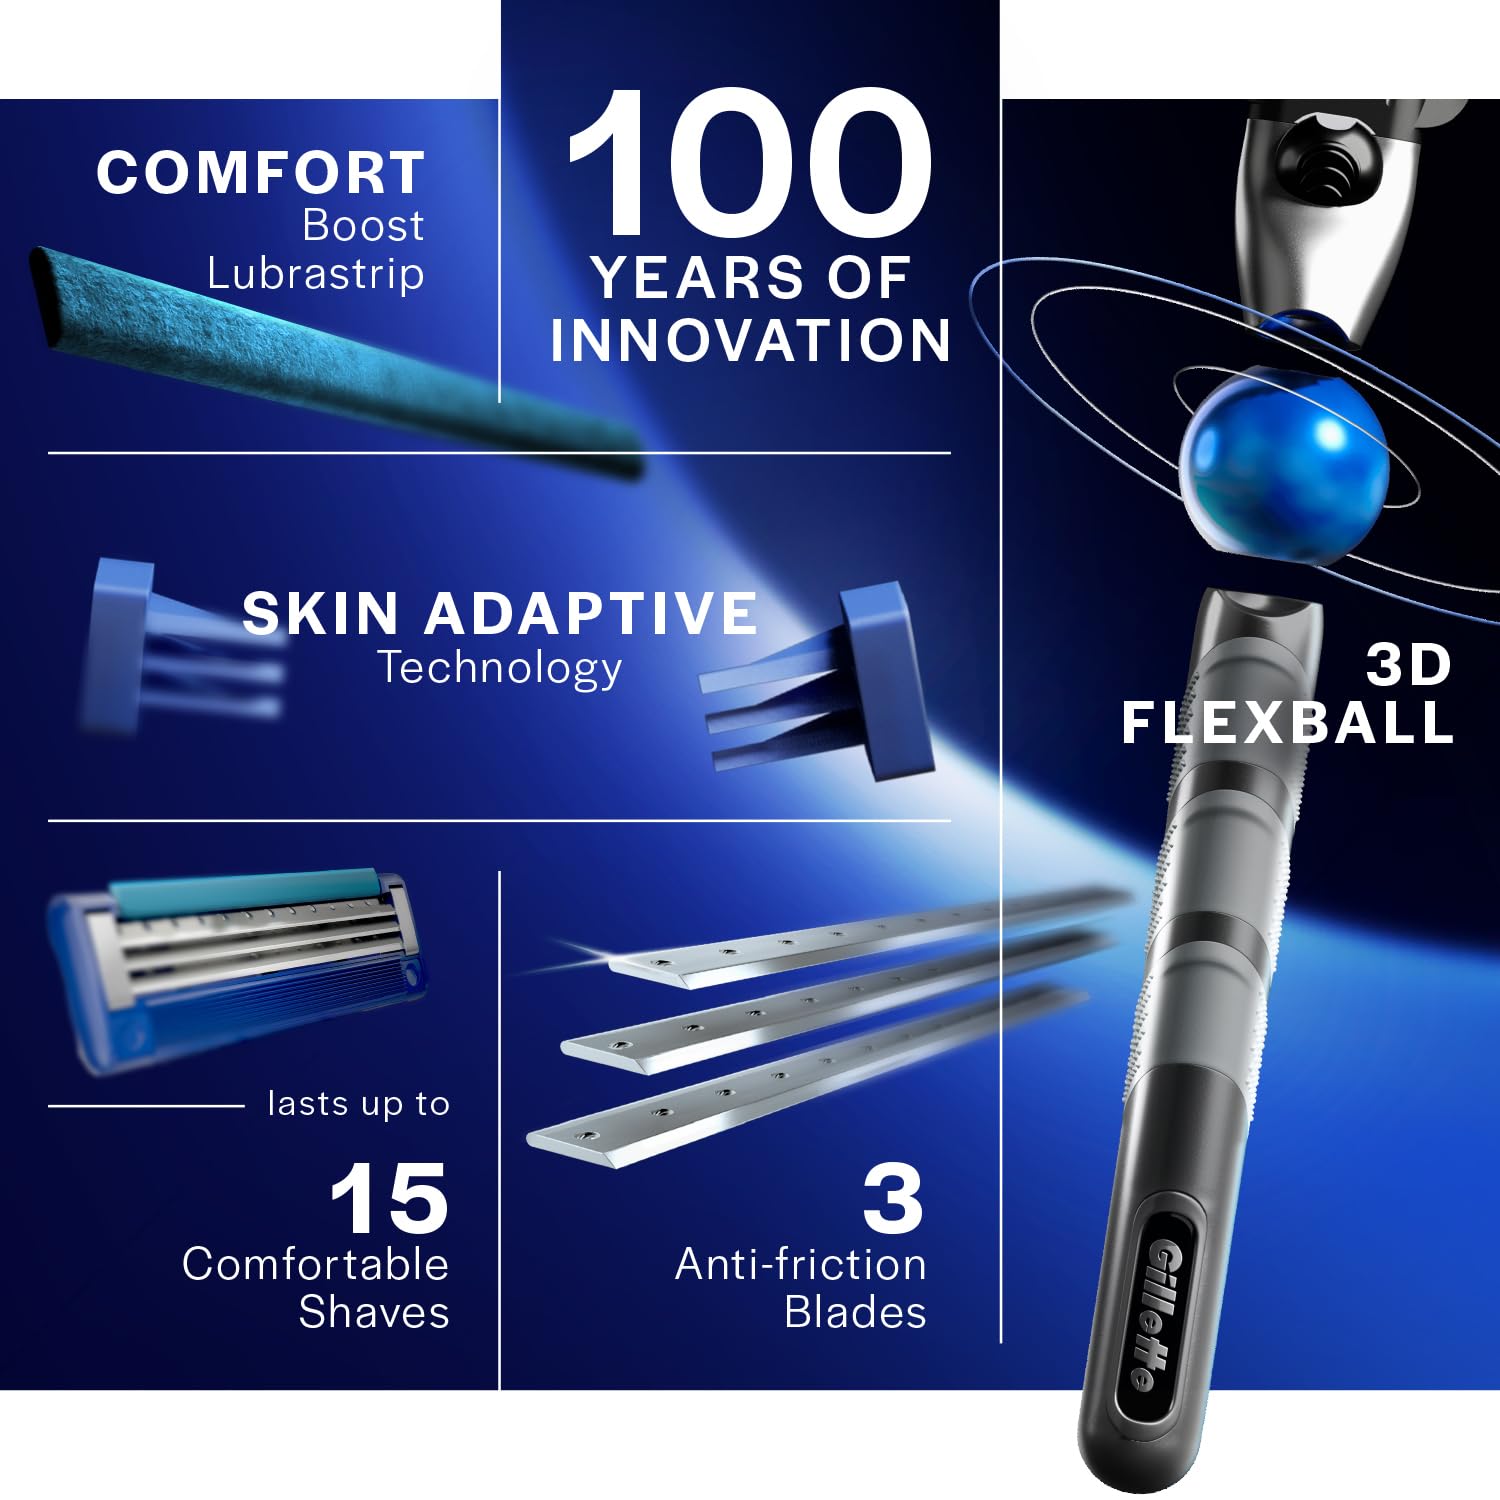 COMFORT
Boost
Lubrastrip
100
YEARS OF
INNOVATION
SKIN ADAPTIVE
Technology
3D
FLEXBALL
lasts up to
15
Comfortable
Shaves
3
Anti-friction
Blades
Gillette